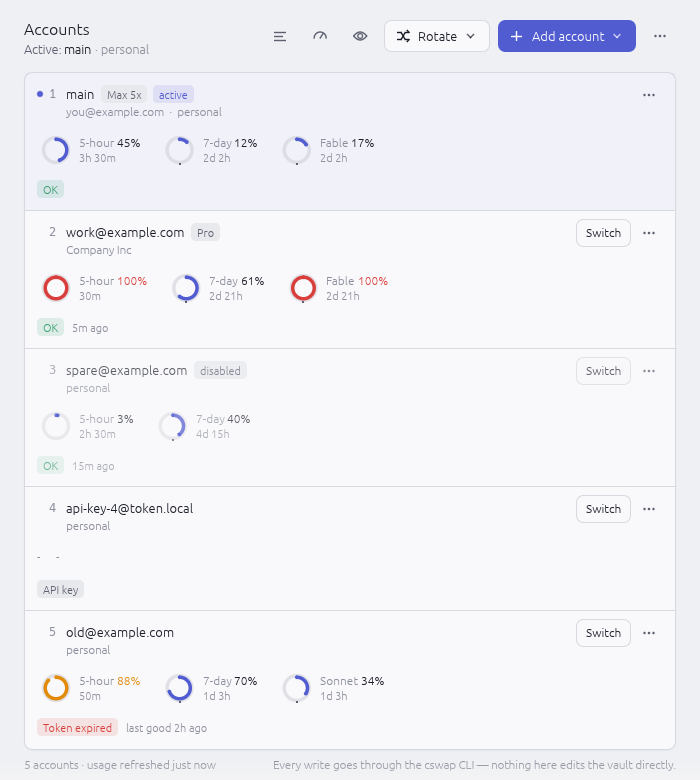 Accounts
Active: main · personal
Rotate
Add account
1 main Max 5x active
you@example.com · personal
5-hour 45% 7-day 12% Fable 17%
3h 30m 2d 2h 2d 2h
OK
2 work@example.com Pro Switch
Company Inc
5-hour 100% 7-day 61% Fable 100%
30m 2d 21h 2d 21h
OK 5m ago
3 spare@example.com disabled Switch
personal
5-hour 3% 7-day 40%
2h 30m 4d 15h
OK 15m ago
4 api-key-4@token.local Switch
personal
- -
API key
5 old@example.com Switch
personal
5-hour 88% 7-day 70% Sonnet 34%
50m 1d 3h 1d 3h
Token expired last good 2h ago
5 accounts · usage refreshed just now Every write goes through the cswap CLI — nothing here edits the vault directly.